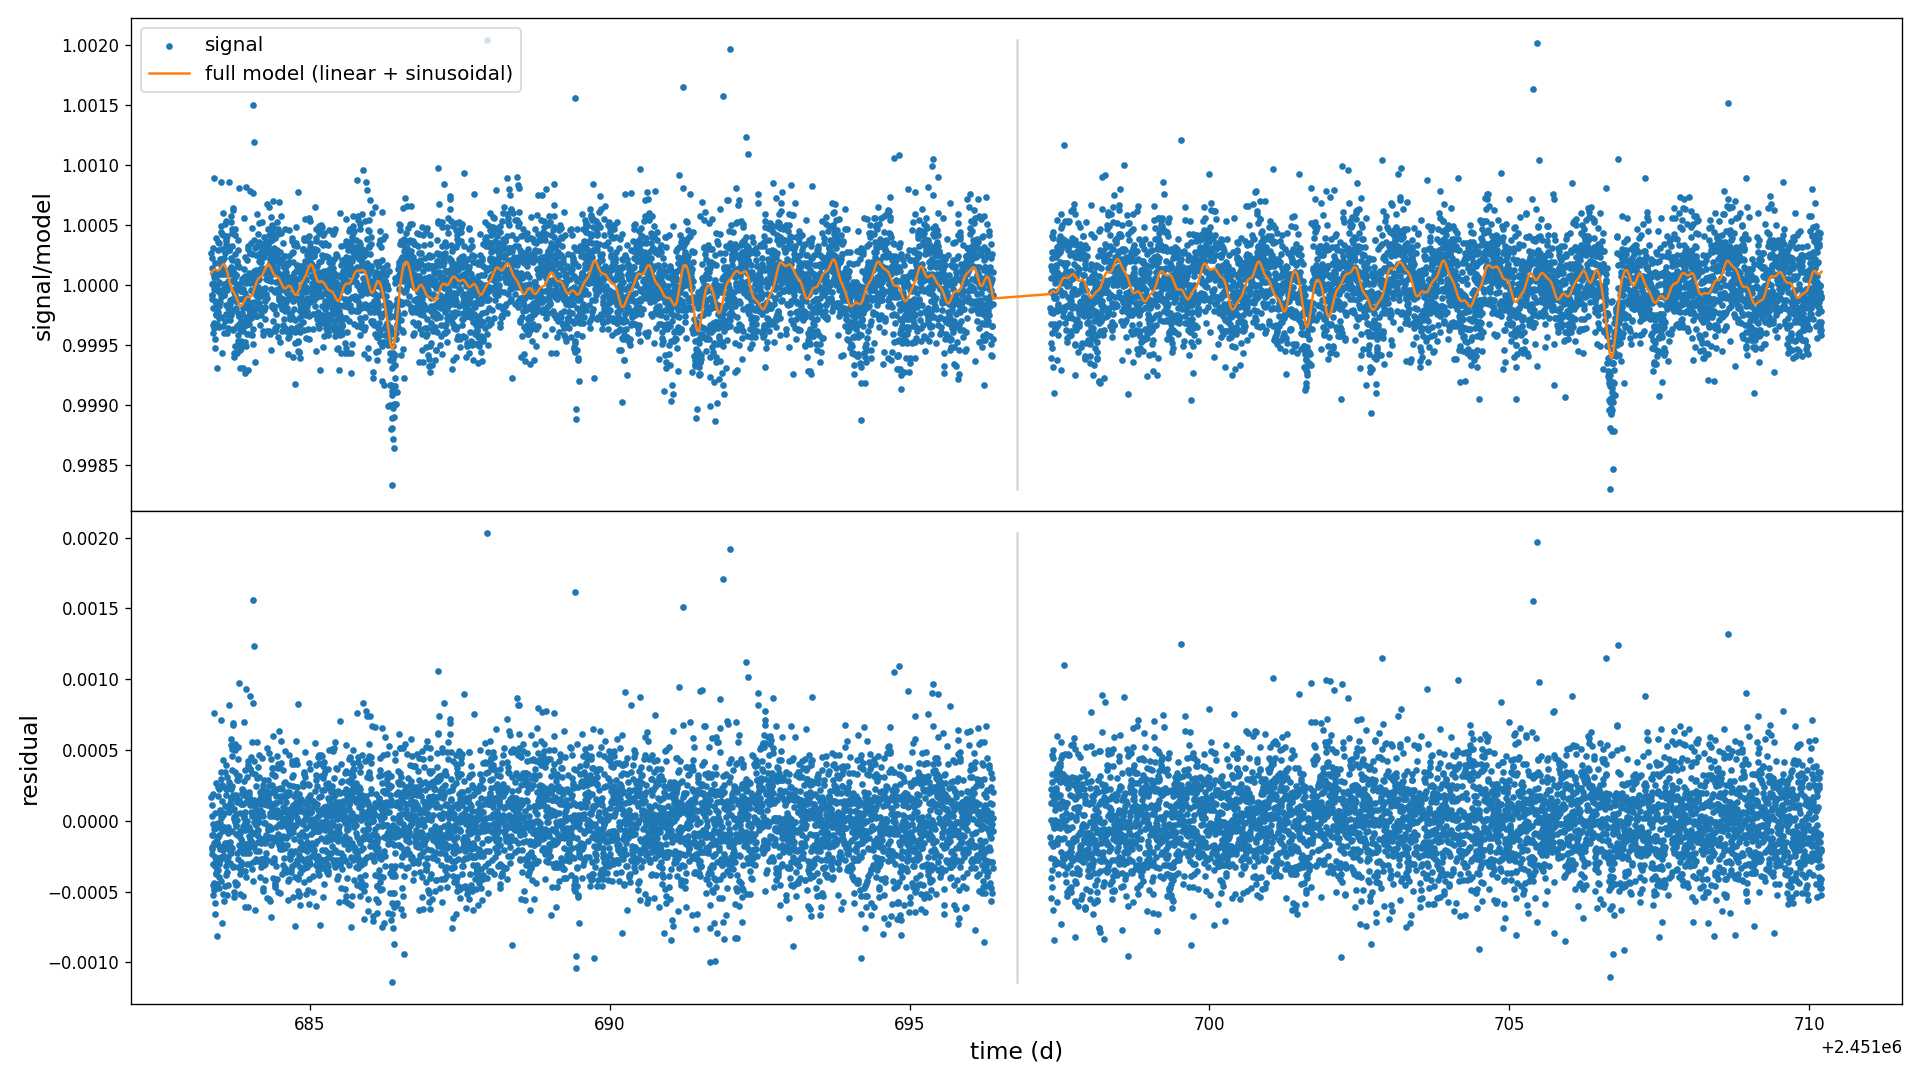 signal
full model (linear + sinusoidal)
signal/model
1.0020
1.0015
1.0010
1.0005
1.0000
0.9995
0.9990
0.9985
residual
0.0020
0.0015
0.0010
0.0005
0.0000
−0.0005
−0.0010
685 690 695 700 705 710
+2.451e6
time (d)